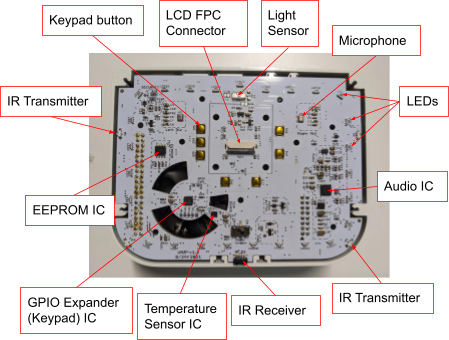 Keypad button
LCD FPC
Connector
Light
Sensor
Microphone
IR Transmitter
LEDs
EEPROM IC
Audio IC
GPIO Expander
(Keypad) IC
Temperature
Sensor IC
IR Receiver
IR Transmitter